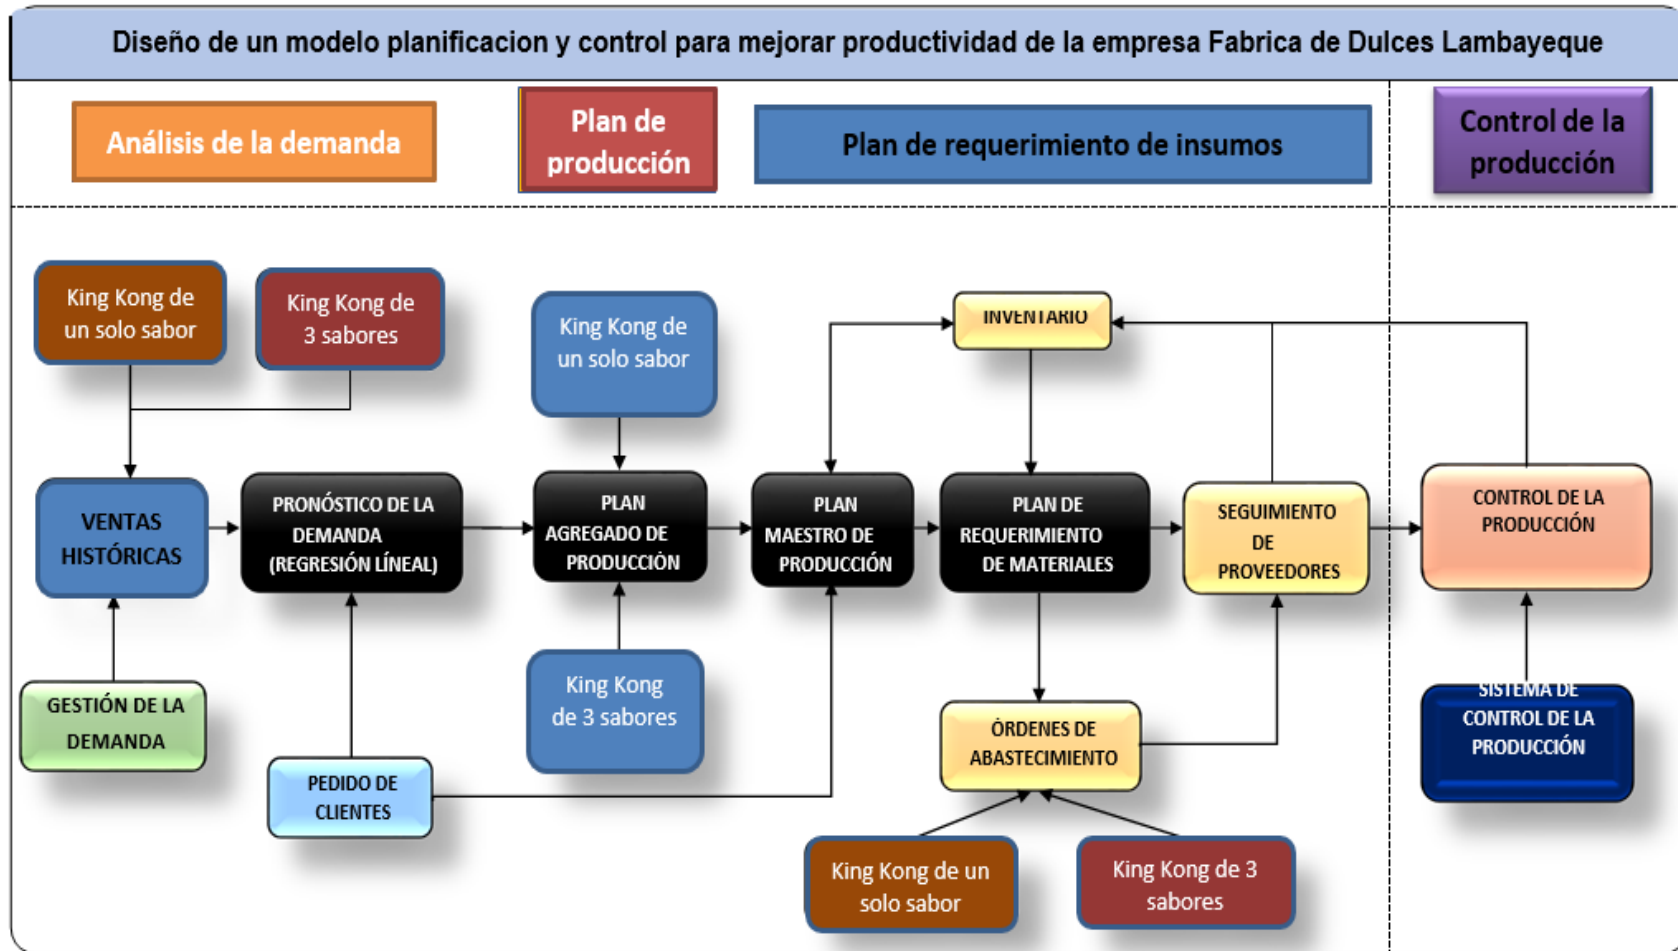 Diseño de un modelo planificacion y control para mejorar productividad de la empresa Fabrica de Dulces Lambayeque
Análisis de la demanda
Plan de
producción
Plan de requerimiento de insumos
Control de la
producción
King Kong de
un solo sabor
King Kong de
3 sabores
King Kong de
un solo sabor
INVENTARIO
VENTAS
HISTÓRICAS
PRONÓSTICO DE LA
DEMANDA
(REGRESIÓN LÍNEAL)
PLAN
AGREGADO DE
PRODUCCIÓN
PLAN
MAESTRO DE
PRODUCCIÓN
PLAN DE
REQUERIMIENTO
DE MATERIALES
SEGUIMIENTO
DE
PROVEEDORES
CONTROL DE LA
PRODUCCIÓN
GESTIÓN DE LA
DEMANDA
PEDIDO DE
CLIENTES
King Kong
de 3 sabores
ÓRDENES DE
ABASTECIMIENTO
SISTEMA DE
CONTROL DE LA
PRODUCCIÓN
King Kong de un
solo sabor
King Kong de 3
sabores